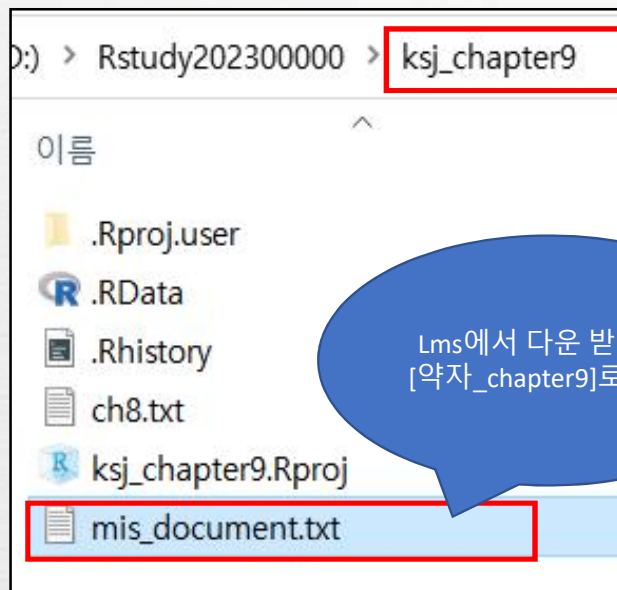 :) > Rstudy202300000 > ksj_chapter9
이름
.Rproj.user
.RData
.Rhistory
ch8.txt
ksj_chapter9.Rproj
mis_document.txt
Lms에서 다운 받
[약자_chapter9]로